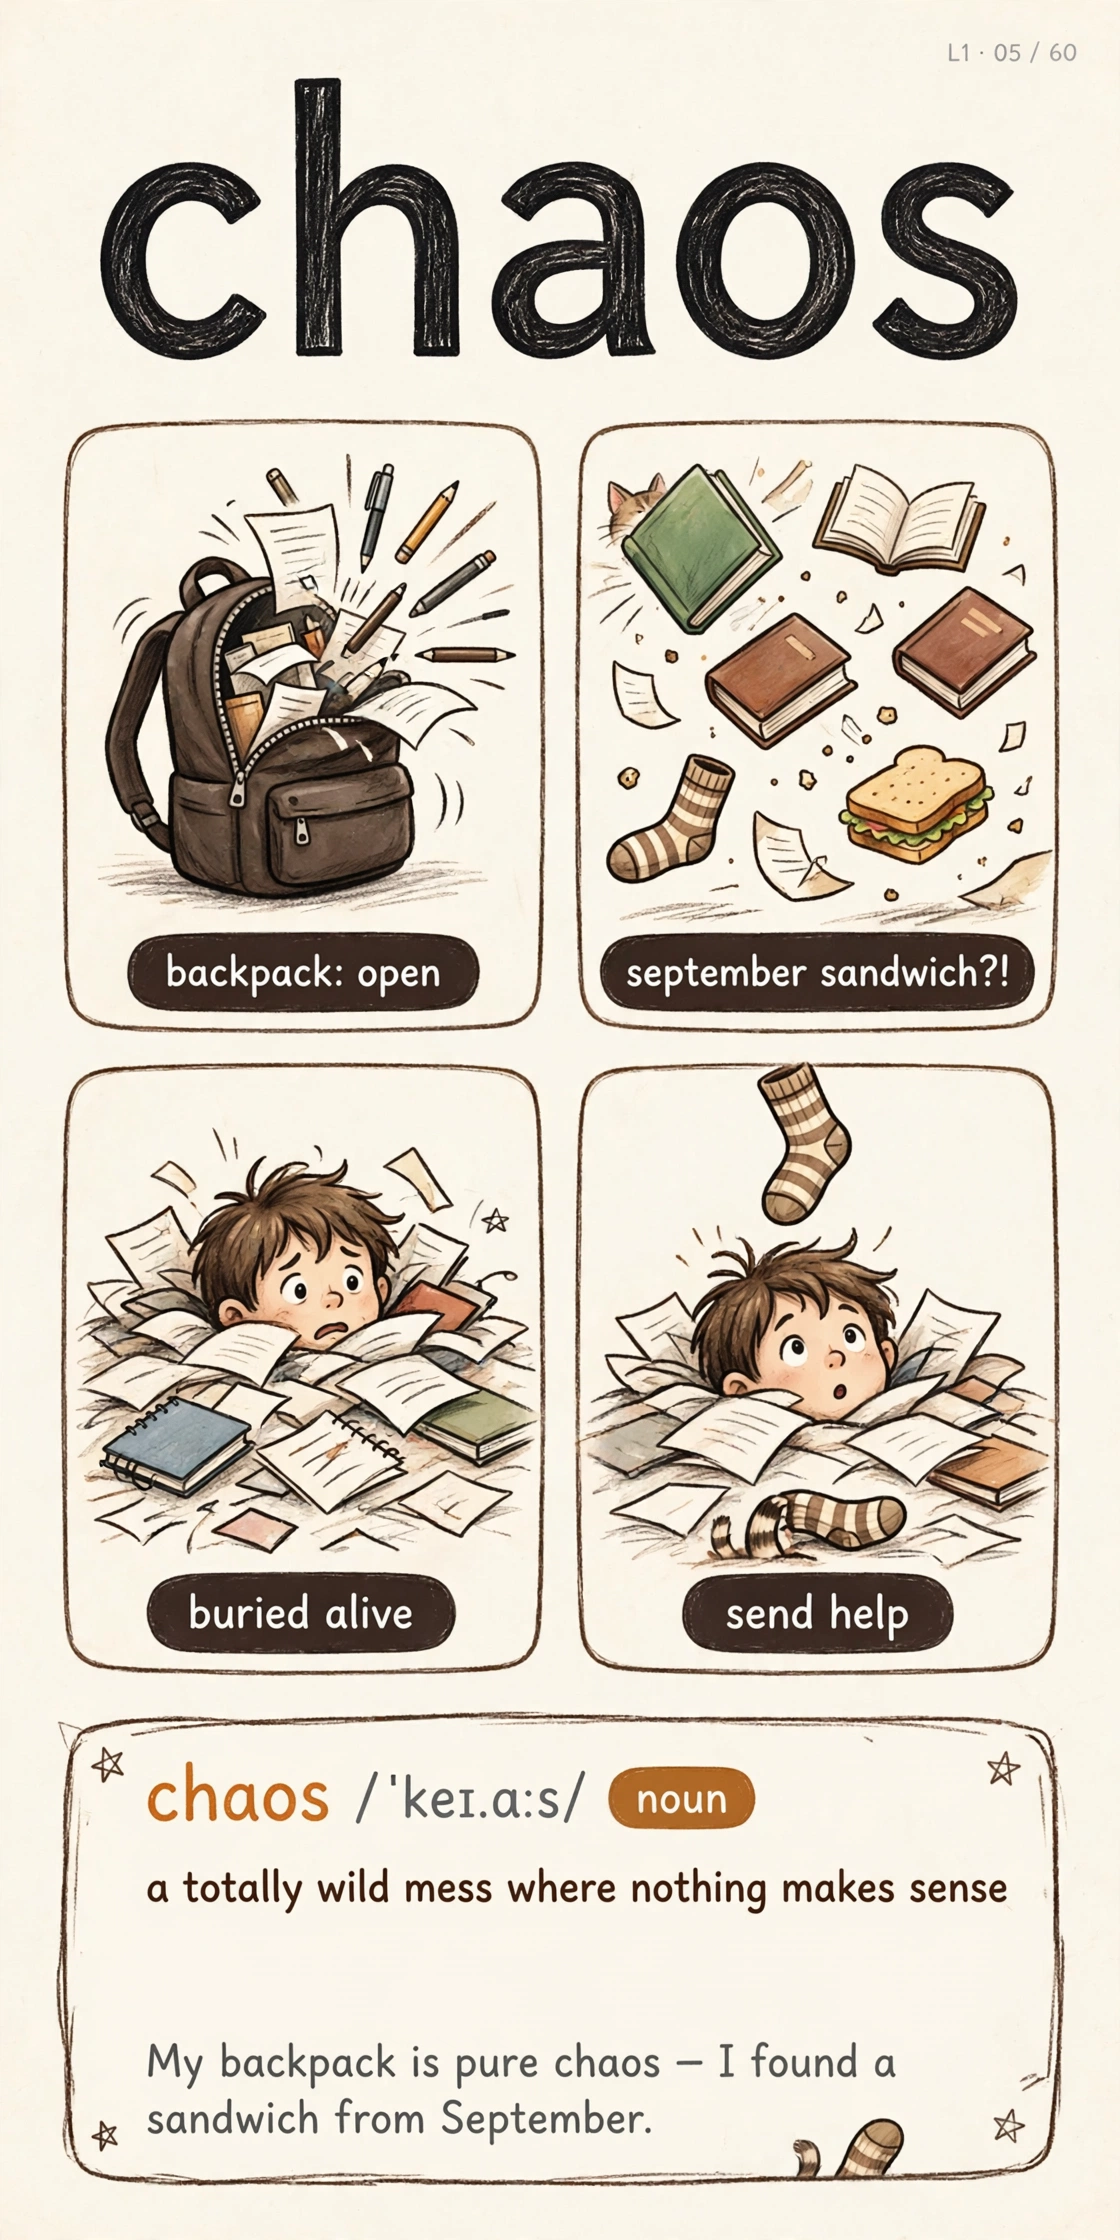 L1 · 05 / 60
chaos
backpack: open
september sandwich?!
buried alive
send help
chaos /ˈkeɪ.ɑːs/ noun
a totally wild mess where nothing makes sense
My backpack is pure chaos – I found a
sandwich from September.